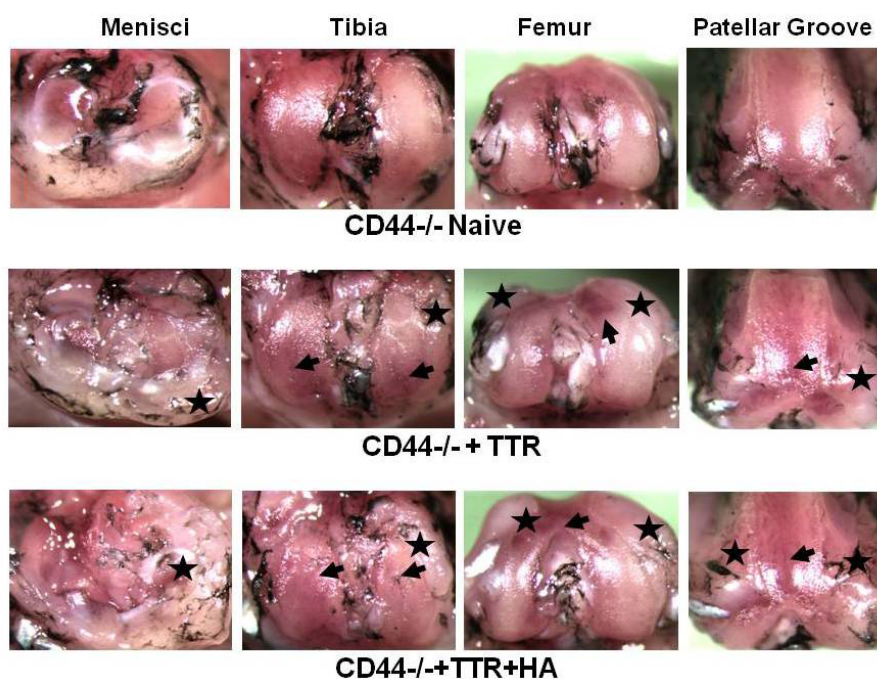 Menisci Tibia Femur Patellar Groove
CD44-/- Naive
CD44-/- + TTR
CD44-/-+TTR+HA